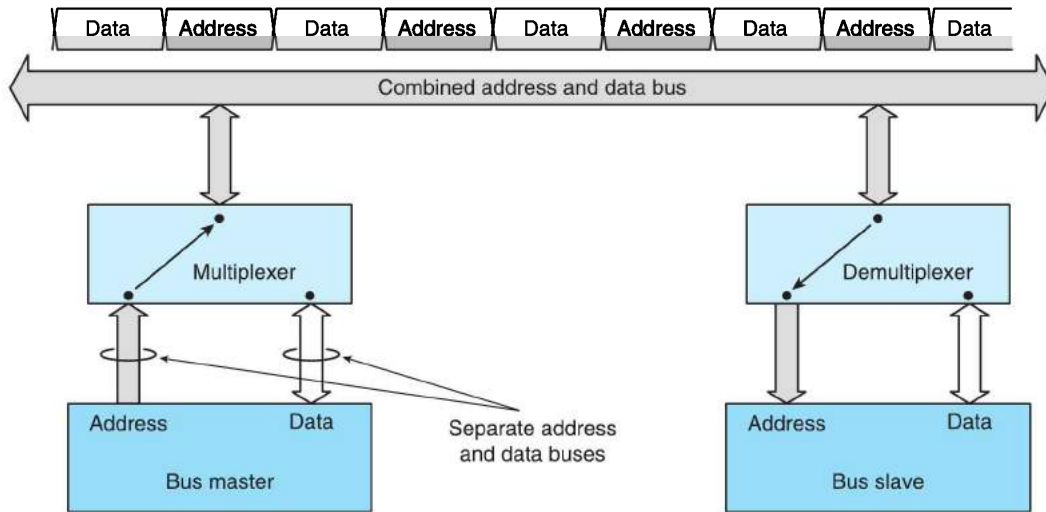 Data Address Data Address Data Address Data Address Data
Combined address and data bus
Multiplexer
Demultiplexer
Address Data
Separate address
and data buses
Bus master
Address Data
Bus slave